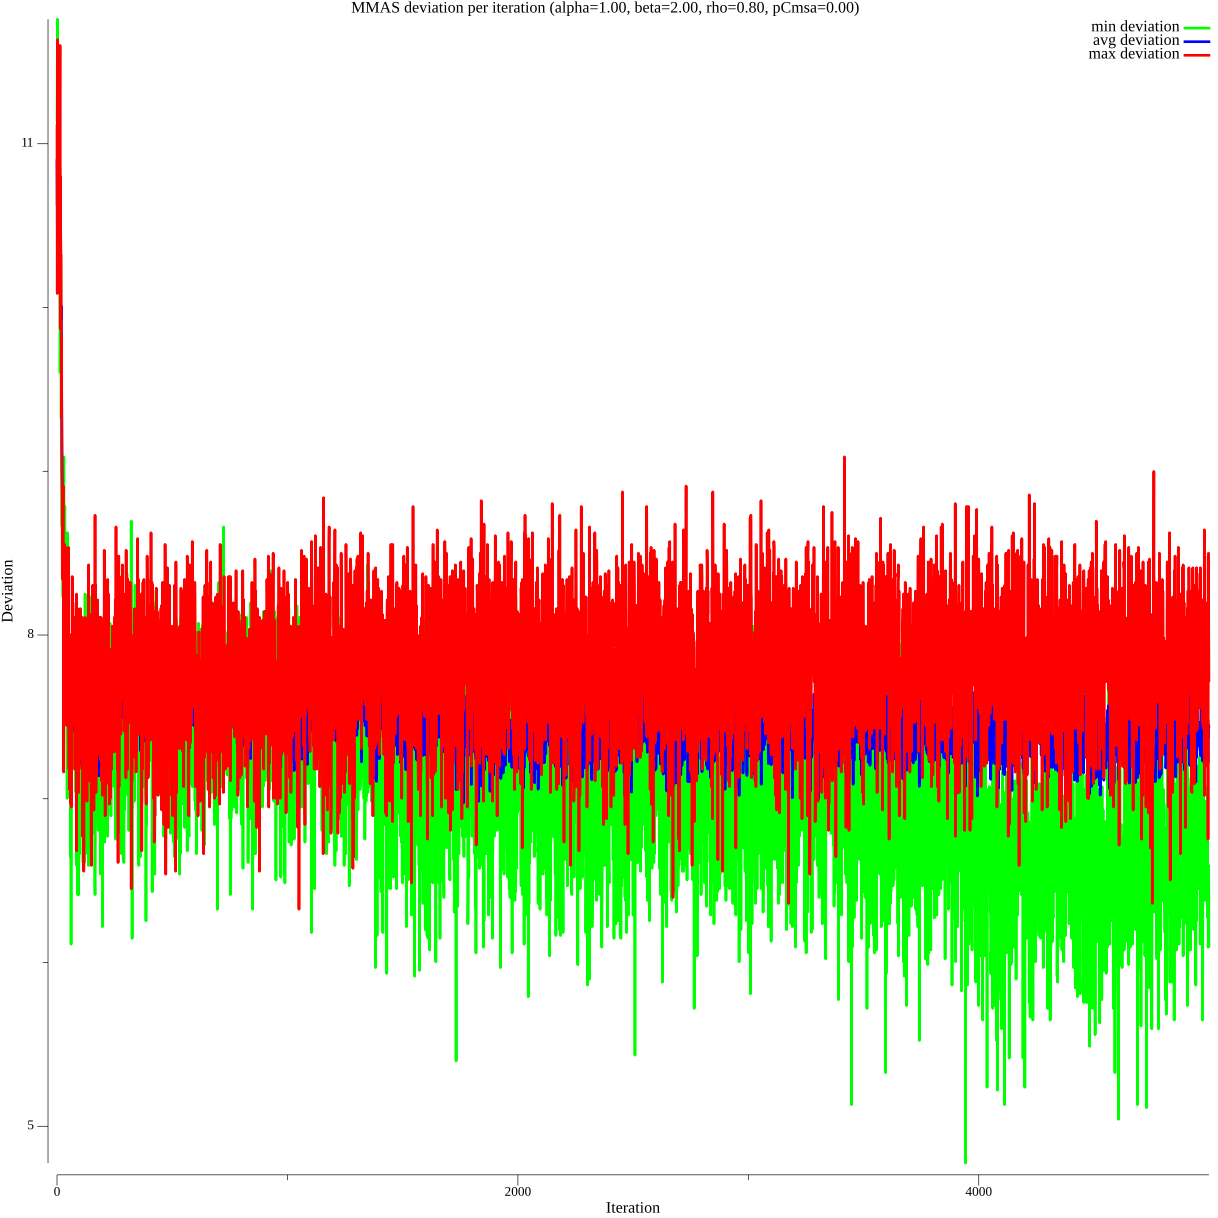 MMAS deviation per iteration (alpha=1.00, beta=2.00, rho=0.80, pCmsa=0.00)
min deviation
avg deviation
max deviation
11
8
5
Deviation
0
2000
4000
Iteration